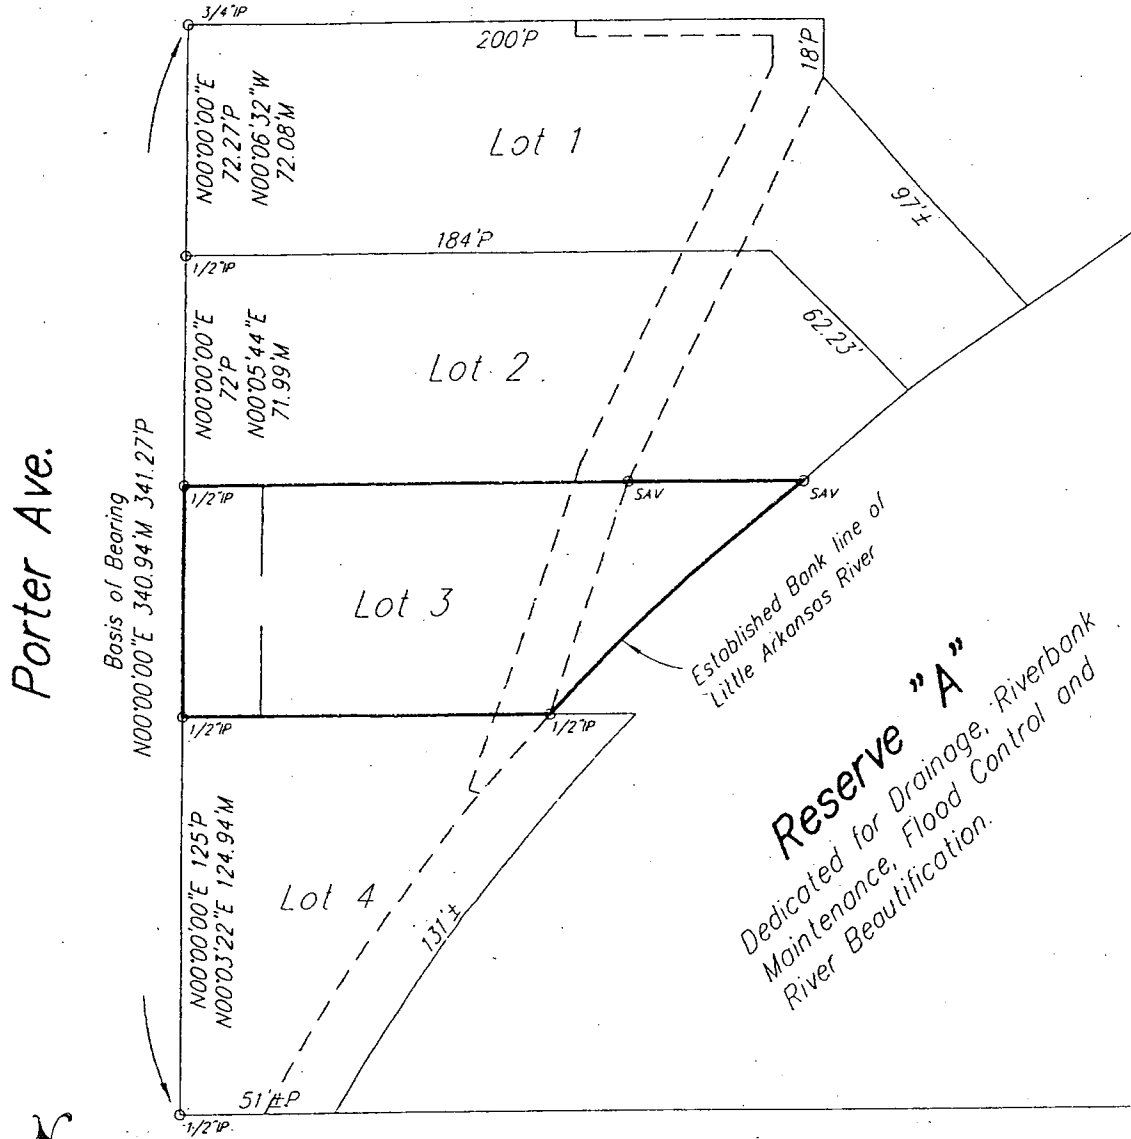 3/4"IP
200'P
18'P
N00°00'00"E
72.27'P
N00°06'32"W
72.08'M
Lot 1
97'±
184'P
1/2"IP
N00°00'00"E
72'P
N00°05'44"E
71.99'M
Lot 2
62.23'
Porter Ave.
Basis of Bearing
N00°00'00"E 340.94'M 341.27'P
1/2"IP
SAV
SAV
Lot 3
Established Bank line of
Little Arkansas River
1/2"IP
1/2"IP
Reserve "A"
Dedicated for Drainage, Riverbank
Maintenance, Flood Control and
River Beautification.
N00°00'00"E 125'P
N00°03'22"E 124.94'M
Lot 4
131'±
51'±P
1/2"IP